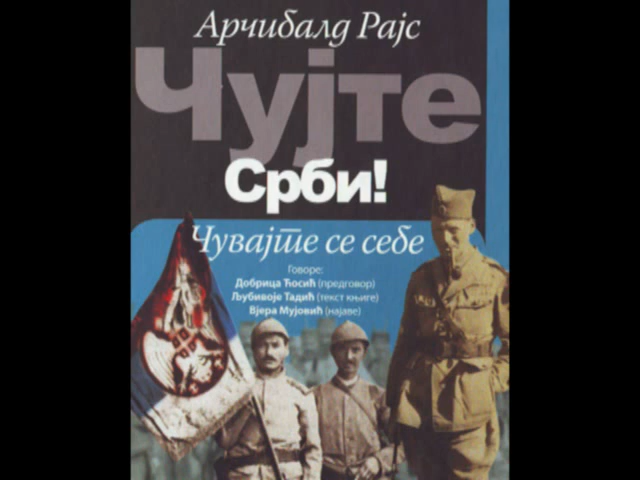 Арчибалд Рајс
Чујте
Срби!
Чувајте се себе
Говоре:
Добрица Ћосић (предговор)
Љубивоје Тадић (текст књиге)
Вјера Мујовић (најаве)